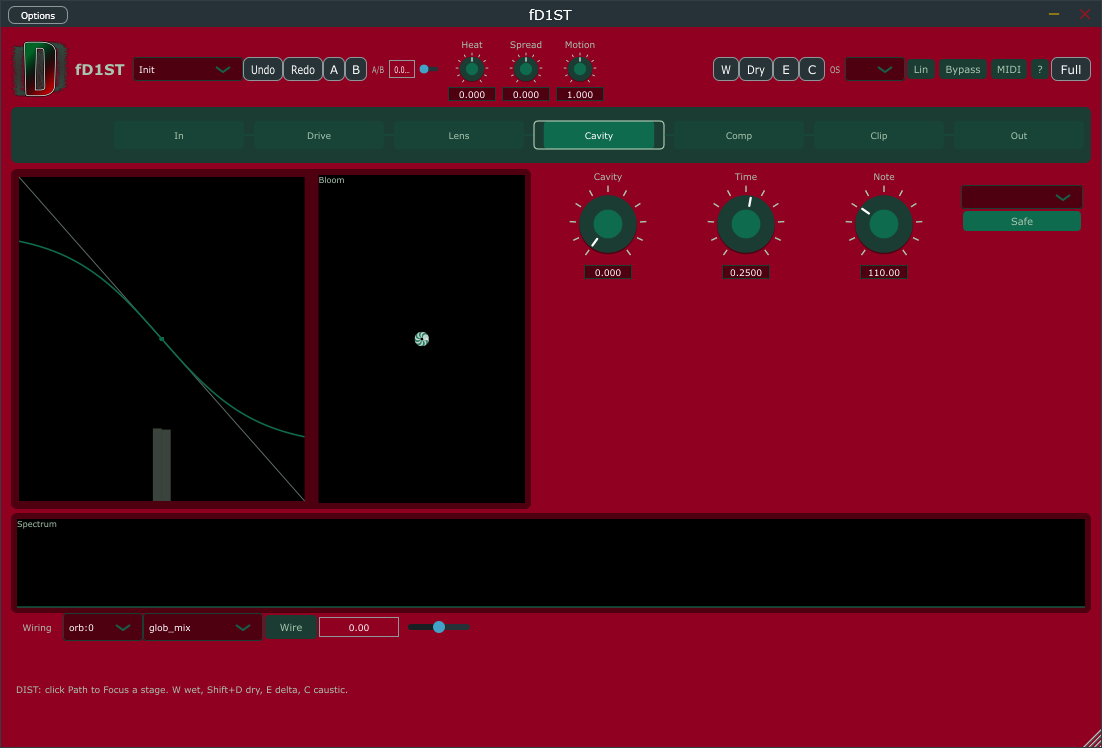 Options
fD1ST
D
fD1ST
Init
Undo
Redo
A
B
A/B
0.0...
Heat
0.000
Spread
0.000
Motion
1.000
W
Dry
E
C
OS
Lin
Bypass
MIDI
?
Full
In
Drive
Lens
Cavity
Comp
Clip
Out
Bloom
Cavity
0.000
Time
0.2500
Note
110.00
Safe
Spectrum
Wiring
orb:0
glob_mix
Wire
0.00
DIST: click Path to Focus a stage. W wet, Shift+D dry, E delta, C caustic.